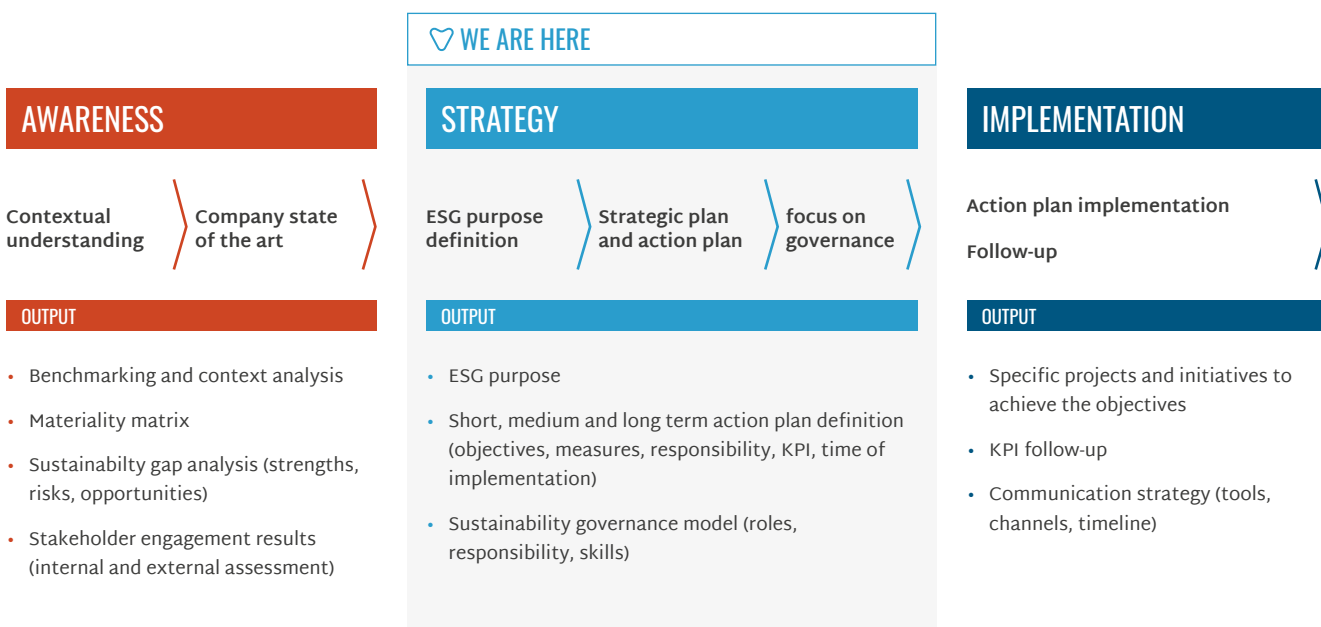 WE ARE HERE
AWARENESS
Contextual
understanding
Company state
of the art
OUTPUT
• Benchmarking and context analysis
• Materiality matrix
• Sustainabilty gap analysis (strengths,
risks, opportunities)
• Stakeholder engagement results
(internal and external assessment)
STRATEGY
ESG purpose
definition
Strategic plan
and action plan
focus on
governance
OUTPUT
• ESG purpose
• Short, medium and long term action plan definition
(objectives, measures, responsibility, KPI, time of
implementation)
• Sustainability governance model (roles,
responsibility, skills)
IMPLEMENTATION
Action plan implementation
Follow-up
OUTPUT
• Specific projects and initiatives to
achieve the objectives
• KPI follow-up
• Communication strategy (tools,
channels, timeline)